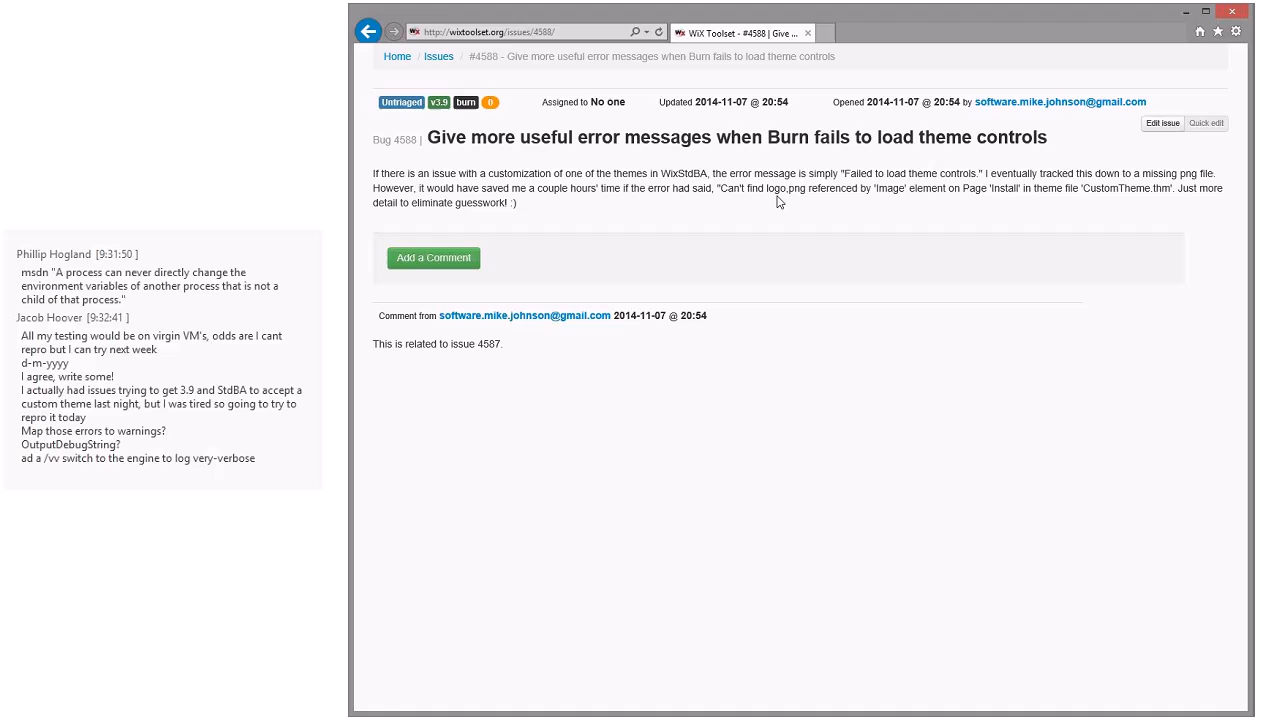 Phillip Hogland [9:31:50 ]
msdn "A process can never directly change the
environment variables of another process that is not a
child of that process."
Jacob Hoover [9:32:41 ]
All my testing would be on virgin VM's, odds are I cant
repro but I can try next week
d-m-yyyy
I agree, write some!
I actually had issues trying to get 3.9 and StdBA to accept a
custom theme last night, but I was tired so going to try to
repro it today
Map those errors to warnings?
OutputDebugString?
ad a /vv switch to the engine to log very-verbose
http://wixtoolset.org/issues/4588/
WiX Toolset - #4588 | Give ...
Home / Issues / #4588 - Give more useful error messages when Burn fails to load theme controls
Untriaged v3.9 burn 0 Assigned to No one Updated 2014-11-07 @ 20:54 Opened 2014-11-07 @ 20:54 by software.mike.johnson@gmail.com
Edit issue Quick edit
Bug 4588 | Give more useful error messages when Burn fails to load theme controls
If there is an issue with a customization of one of the themes in WixStdBA, the error message is simply "Failed to load theme controls." I eventually tracked this down to a missing png file.
However, it would have saved me a couple hours' time if the error had said, "Can't find logo,png referenced by 'Image' element on Page 'Install' in theme file 'CustomTheme.thm'. Just more
detail to eliminate guesswork! :)
Add a Comment
Comment from software.mike.johnson@gmail.com 2014-11-07 @ 20:54
This is related to issue 4587.